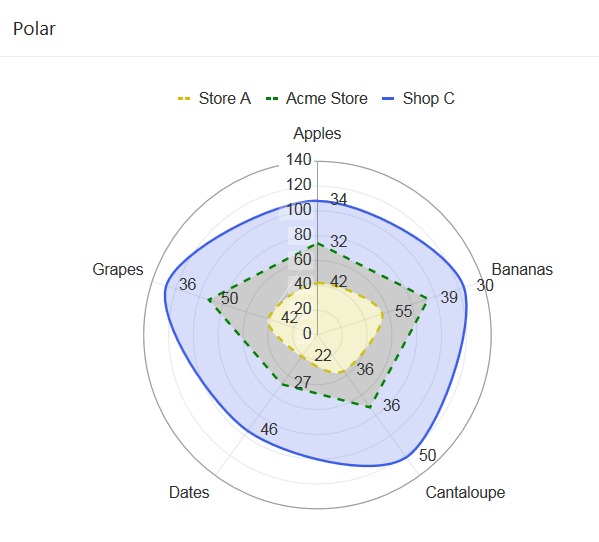 Polar
Store A Acme Store Shop C
Apples
140
120
34
100
80
32
60
Grapes Bananas
40
42
36 50 39 30
20
42 55
0
22
36
27
36
46 50
Dates Cantaloupe